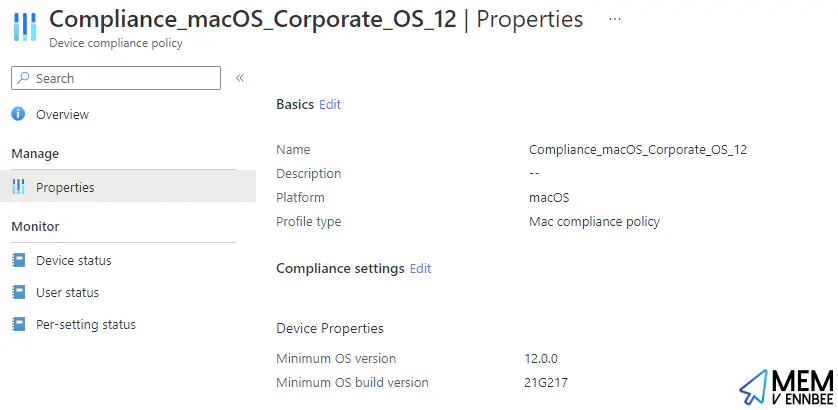 Compliance_macOS_Corporate_OS_12 | Properties ...
Device compliance policy
Search «
Overview
Manage
Properties
Monitor
Device status
User status
Per-setting status
Basics Edit
Name Compliance_macOS_Corporate_OS_12
Description --
Platform macOS
Profile type Mac compliance policy
Compliance settings Edit
Device Properties
Minimum OS version 12.0.0
Minimum OS build version 21G217
MEM
V ENNBEE